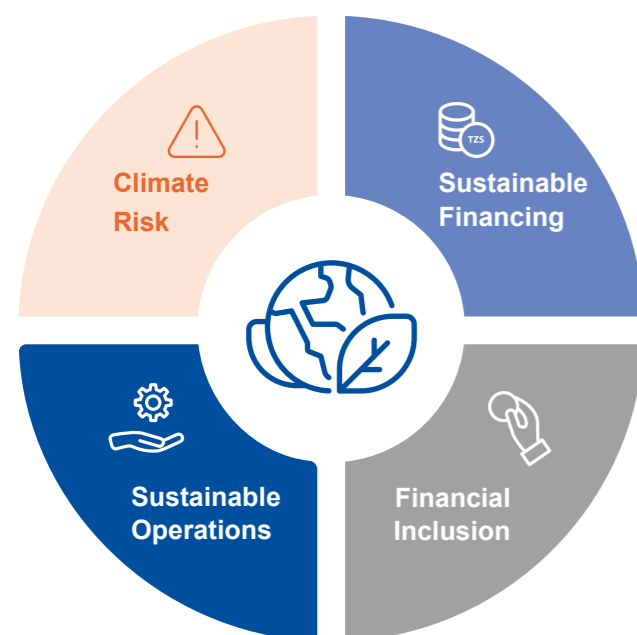 Climate
Risk
TZS
Sustainable
Financing
Sustainable
Operations
Financial
Inclusion